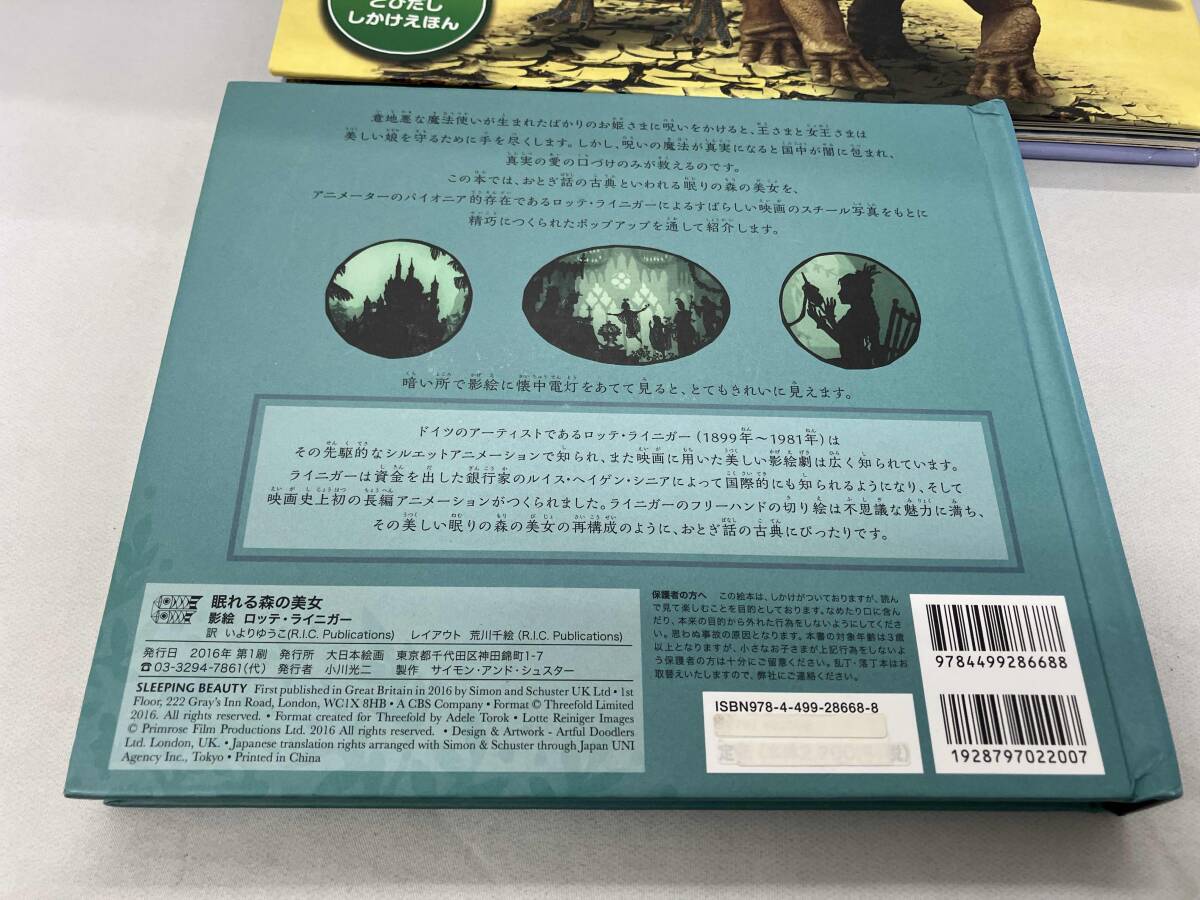 とびだし
しかけえほん
意地悪な魔法使いが生まれたばかりのお姫さまに呪いをかけると、王さまと女王さまは
美しい娘を守るために手を尽くします。しかし、呪いの魔法が真実になると国中が闇に包まれ、
真実の愛の口づけのみが救えるのです。
この本では、おとぎ話の古典といわれる眠りの森の美女を、
アニメーターのパイオニア的存在であるロッテ・ライニガーによるすばらしい映画のスチール写真をもとに
精巧につくられたポップアップを通して紹介します。
暗い所で影絵に懐中電灯をあてて見ると、とてもきれいに見えます。
ドイツのアーティストであるロッテ・ライニガー(1899年〜1981年)は
その先駆的なシルエットアニメーションで知られ、また映画に用いた美しい影絵劇は広く知られています。
ライニガーは資金を出した銀行家のルイス・ヘイゲン・シニアによって国際的にも知られるようになり、そして
映画史上初の長編アニメーションがつくられました。ライニガーのフリーハンドの切り絵は不思議な魅力に満ち、
その美しい眠りの森の美女の再構成のように、おとぎ話の古典にぴったりです。
眠れる森の美女
影絵 ロッテ・ライニガー
訳 いよりゆうこ(R.I.C. Publications) レイアウト 荒川千絵(R.I.C. Publications)
発行日 2016年 第1刷 発行所 大日本絵画 東京都千代田区神田錦町1-7
☎03-3294-7861(代) 発行者 小川光二 製作 サイモン・アンド・シュスター
SLEEPING BEAUTY First published in Great Britain in 2016 by Simon and Schuster UK Ltd • 1st
Floor, 222 Gray's Inn Road, London, WC1X 8HB • A CBS Company • Format © Threefold Limited
2016. All rights reserved. • Format created for Threefold by Adele Torok • Lotte Reiniger Images
© Primrose Film Productions Ltd. 2016 All rights reserved. • Design & Artwork - Artful Doodlers
Ltd. London, UK. • Japanese translation rights arranged with Simon & Schuster through Japan UNI
Agency Inc., Tokyo • Printed in China
保護者の方へ この絵本は、しかけがついておりますが、読ん
で見て楽しむことを目的としております。なめたり口に含ん
だり、本来の目的から外れた行為をしないようにしてくださ
い。思わぬ事故の原因となります。本書の対象年齢は3歳
以上となりますが、小さなお子さまが上記行為をしないよ
う保護者の方は十分にご留意ください。乱丁・落丁本はお
取替えいたしますので、弊社にご連絡ください。
ISBN978-4-499-28668-8
9784499286688
1928797022007